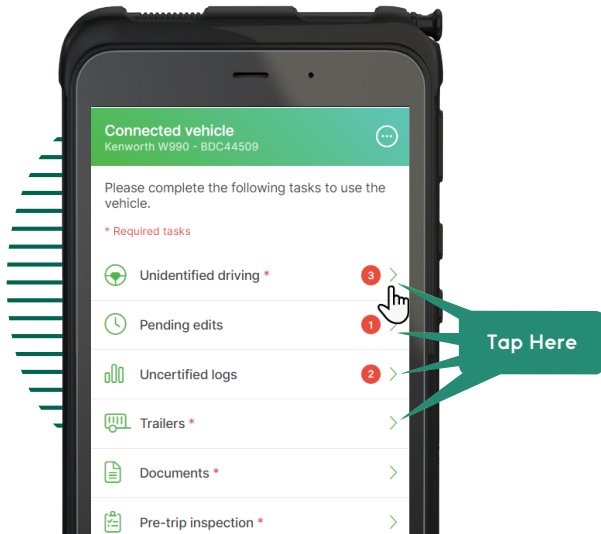 Connected vehicle
Kenworth W990 - BDC44509
Please complete the following tasks to use the
vehicle.
* Required tasks
Unidentified driving * 3
Pending edits 1
Uncertified logs 2
Trailers *
Documents *
Pre-trip inspection *
Tap Here